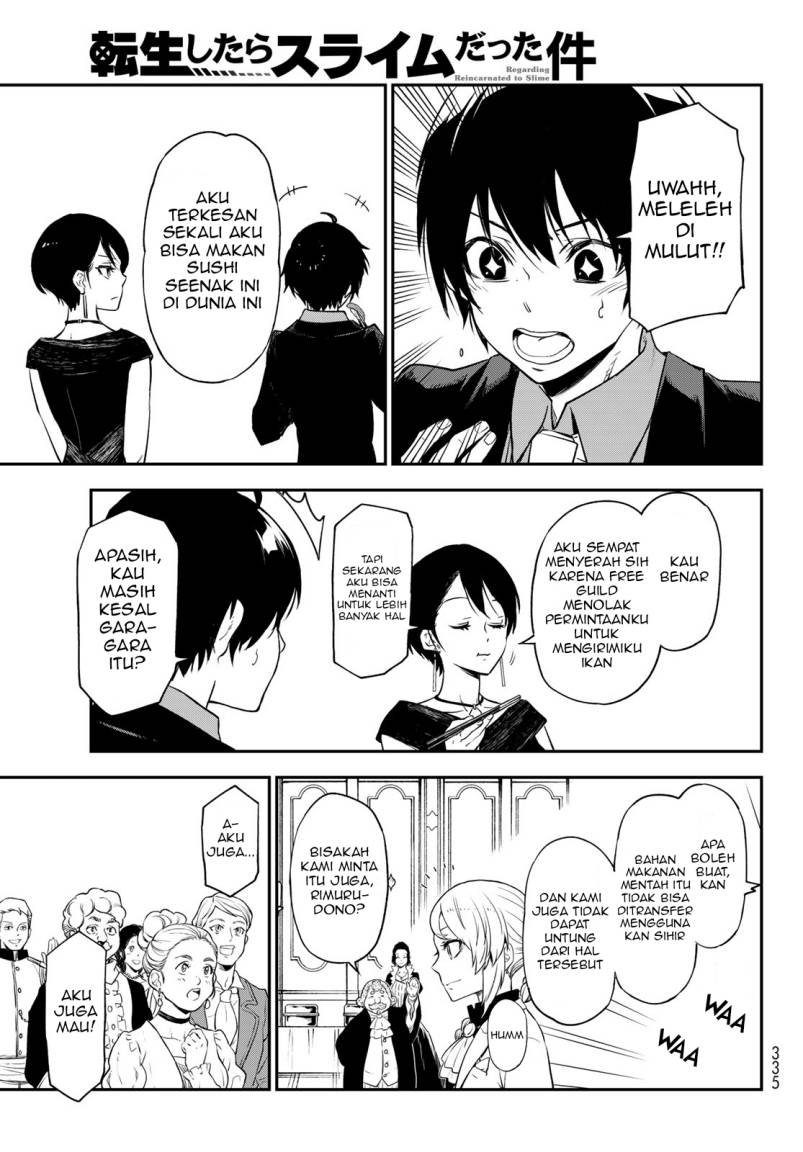 転生したらスライムだった件
Regarding
Reincarnated to Slime
UWAHH,
MELELEH
DI
MULUT!!
AKU
TERKESAN
SEKALI AKU
BISA MAKAN
SUSHI
SEENAK INI
DI DUNIA INI
KAU
BENAR
AKU SEMPAT
MENYERAH SIH
KARENA FREE
GUILD
MENOLAK
PERMINTAANKU
UNTUK
MENGIRIMIKU
IKAN
TAPI
SEKARANG
AKU BISA
MENANTI
UNTUK LEBIH
BANYAK HAL
APASIH,
KAU
MASIH
KESAL
GARA-
GARA
ITU?
APA
BOLEH
BUAT,
KAN
BAHAN
MAKANAN
MENTAH ITU
TIDAK BISA
DITRANSFER
MENGGUNA
KAN SIHIR
DAN KAMI
JUGA TIDAK
DAPAT
UNTUNG
DARI HAL
TERSEBUT
BISAKAH
KAMI MINTA
ITU JUGA,
RIMURU-
DONO?
HUMM
WAA
WAA
A-
AKU
JUGA...
AKU
JUGA
MAU!
335